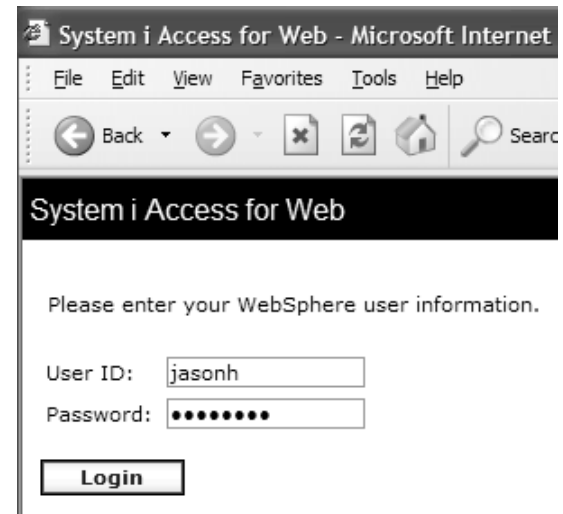 System i Access for Web - Microsoft Internet
File Edit View Favorites Tools Help
Back Searc
System i Access for Web
Please enter your WebSphere user information.
User ID: jasonh
Password: ••••••••
Login